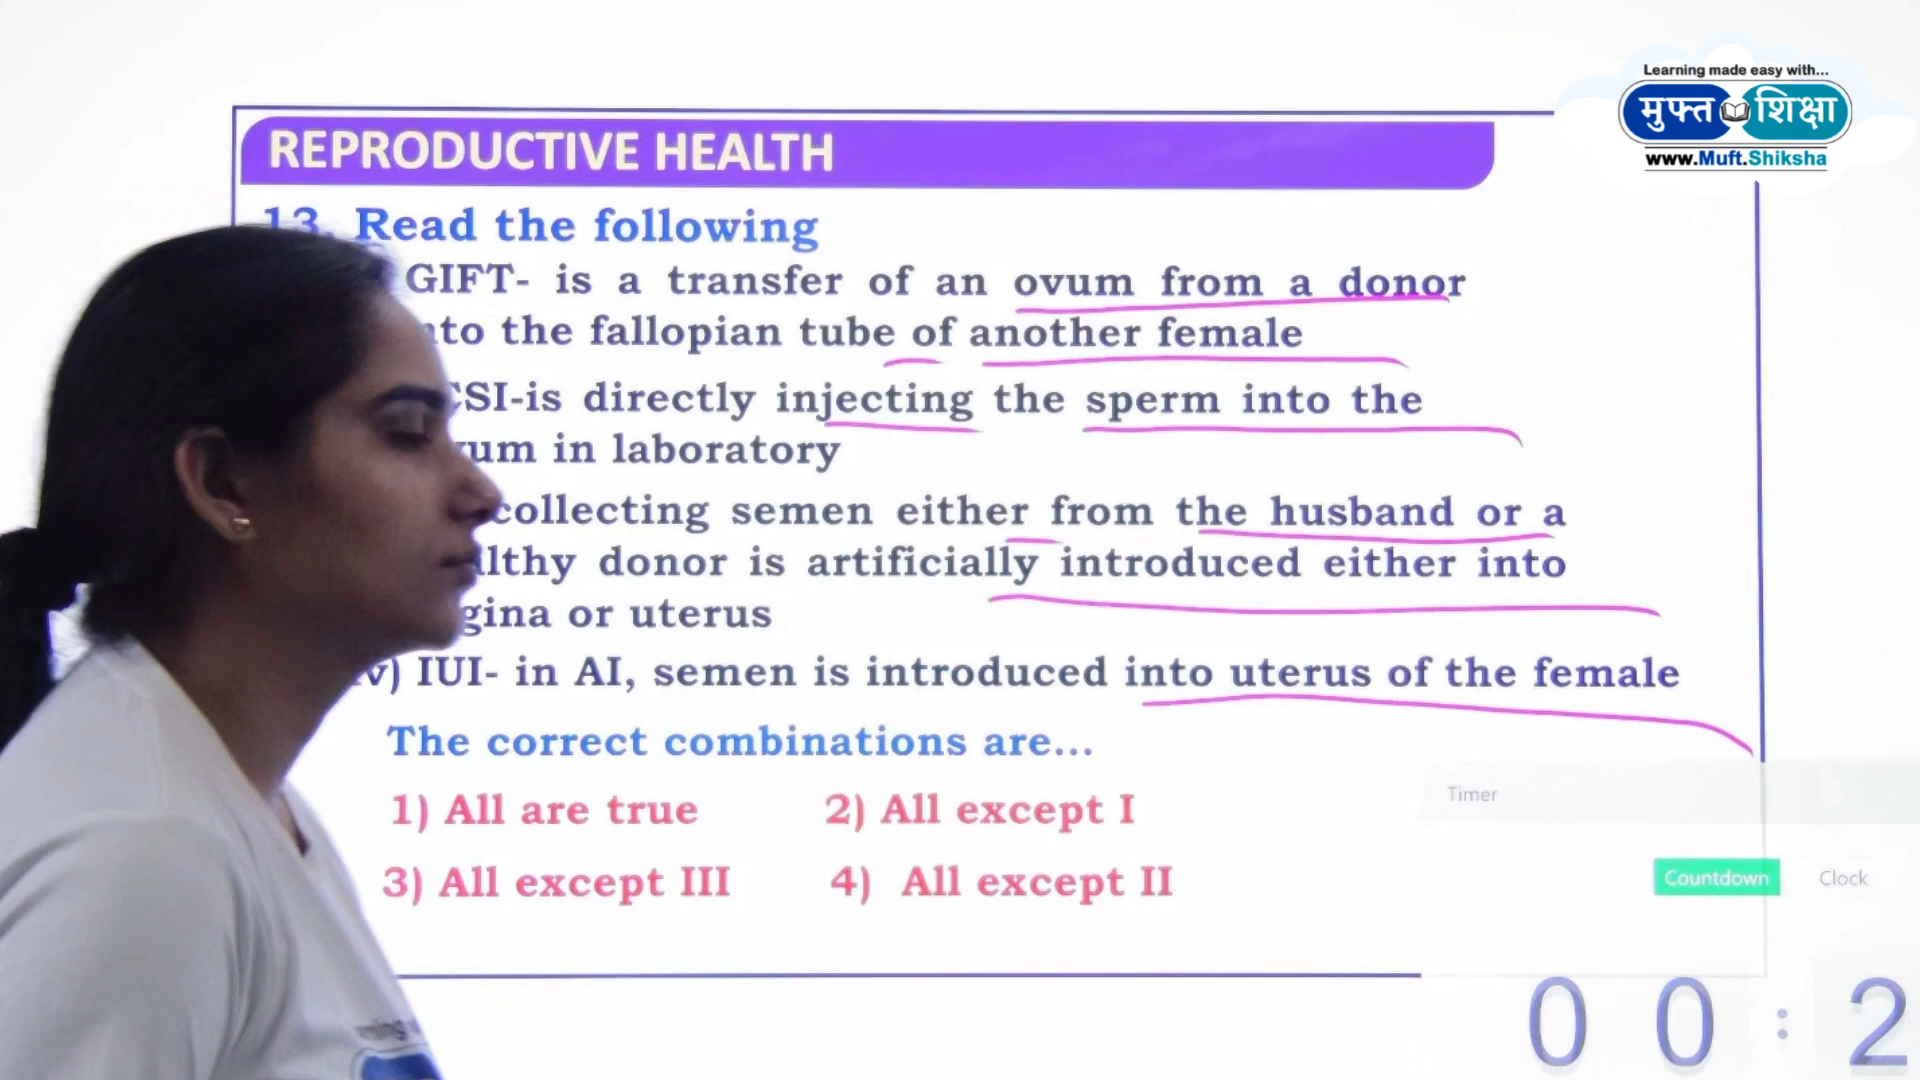 Learning made easy with...
मुफ्त शिक्षा
www.Muft.Shiksha
REPRODUCTIVE HEALTH
13. Read the following
GIFT- is a transfer of an ovum from a donor
to the fallopian tube of another female
CSI-is directly injecting the sperm into the
um in laboratory
collecting semen either from the husband or a
lthy donor is artificially introduced either into
gina or uterus
iv) IUI- in AI, semen is introduced into uterus of the female
The correct combinations are...
1) All are true
2) All except I
3) All except III
4) All except II
Timer
Countdown
Clock
00:2